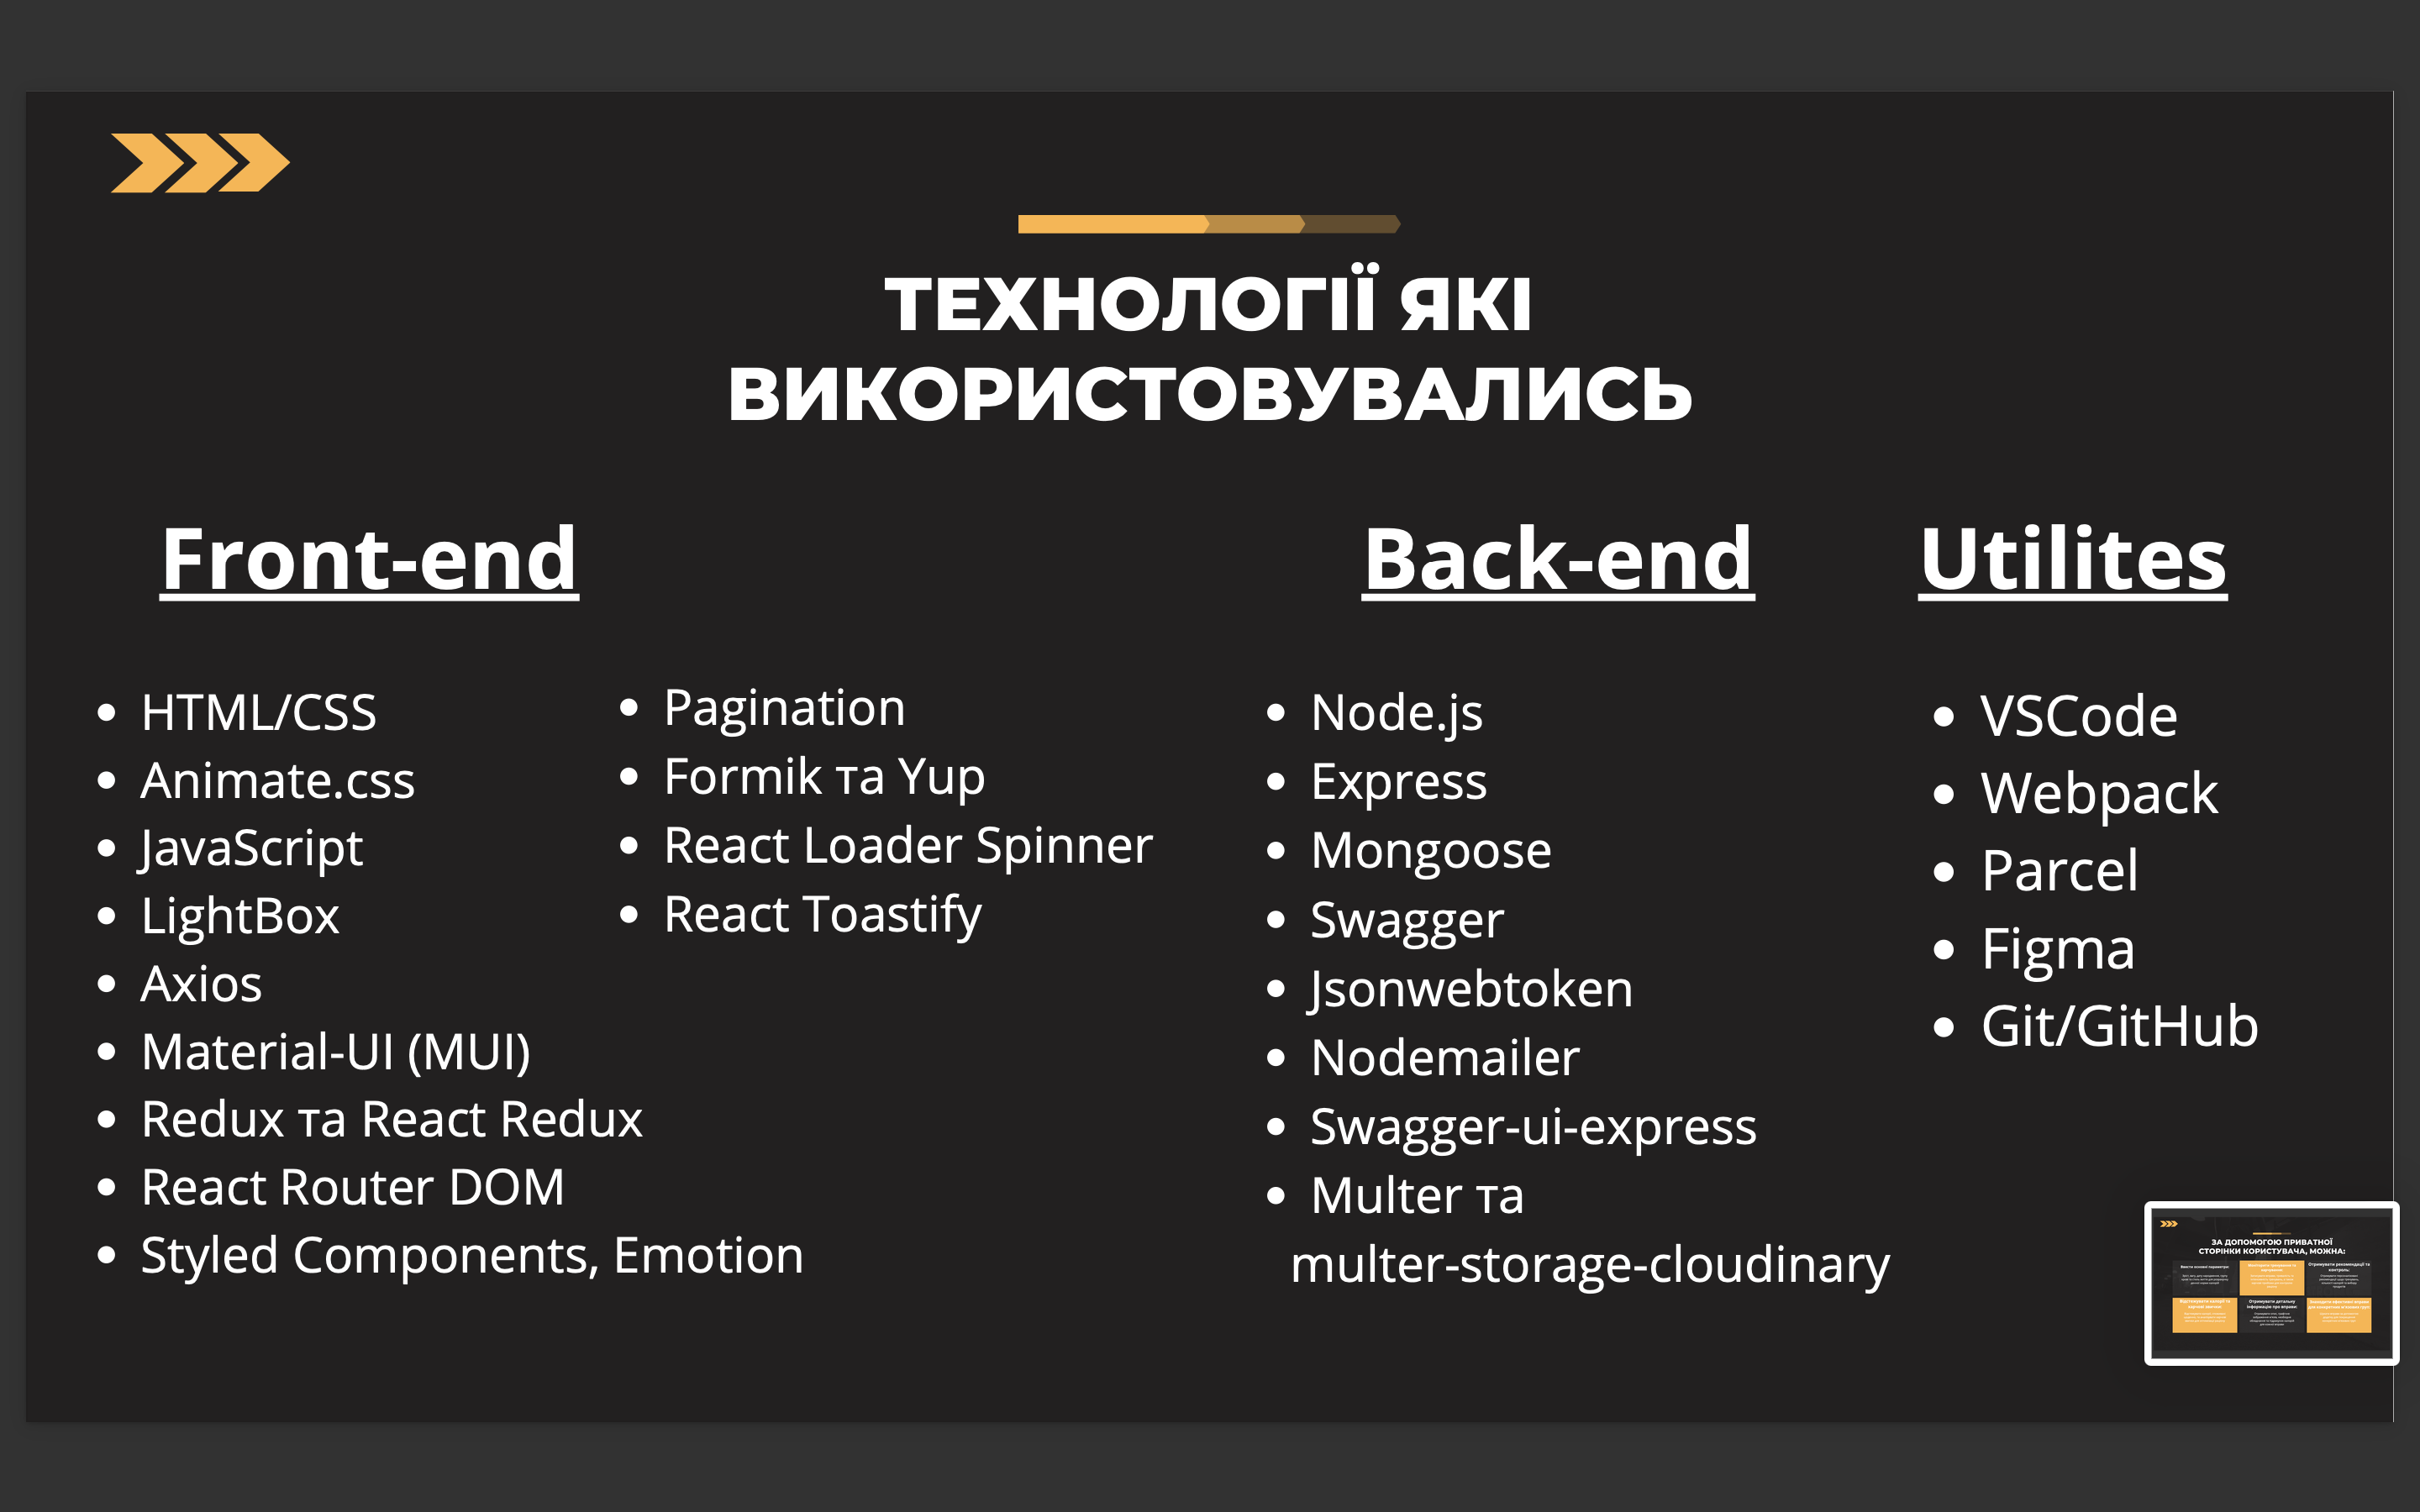 ТЕХНОЛОГІЇ ЯКІ
ВИКОРИСТОВУВАЛИСЬ
Front-end
HTML/CSS
Animate.css
JavaScript
LightBox
Axios
Material-UI (MUI)
Redux та React Redux
React Router DOM
Styled Components, Emotion
Pagination
Formik та Yup
React Loader Spinner
React Toastify
Back-end
Node.js
Express
Mongoose
Swagger
Jsonwebtoken
Nodemailer
Swagger-ui-express
Multer та
multer-storage-cloudinary
Utilites
VSCode
Webpack
Parcel
Figma
Git/GitHub
ЗА ДОПОМОГОЮ ПРИВАТНОЇ
СТОРІНКИ КОРИСТУВАЧА, МОЖНА: